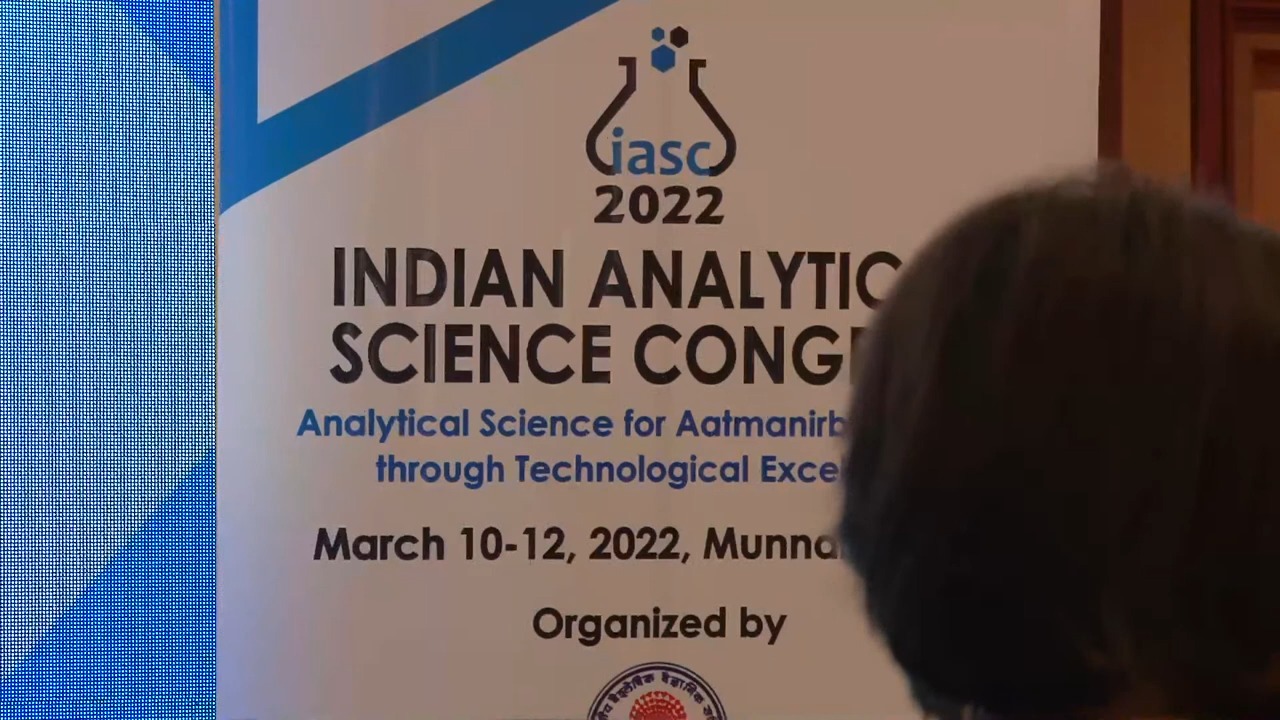 iasc
2022
INDIAN ANALYTIC
SCIENCE CONG
Analytical Science for Aatmanirb
through Technological Exce
March 10-12, 2022, Munna
Organized by